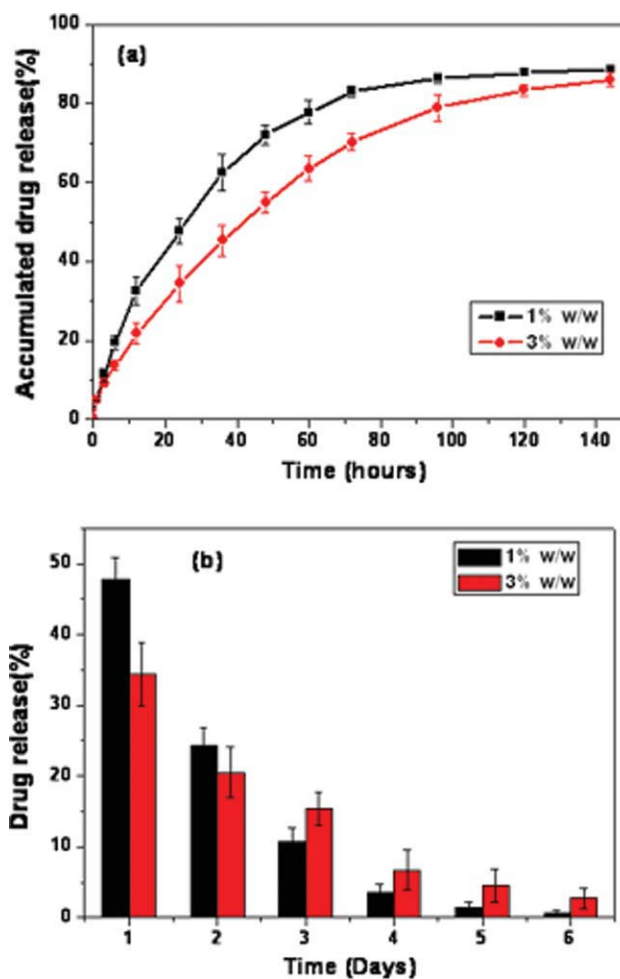 100
(a)
80
60
40
20
0
Accumulated drug release(%)
1% w/w
3% w/w
0 20 40 60 80 100 120 140
Time (hours)
50
(b)
1% w/w
3% w/w
40
30
20
10
0
Drug release(%)
1 2 3 4 5 6
Time (Days)